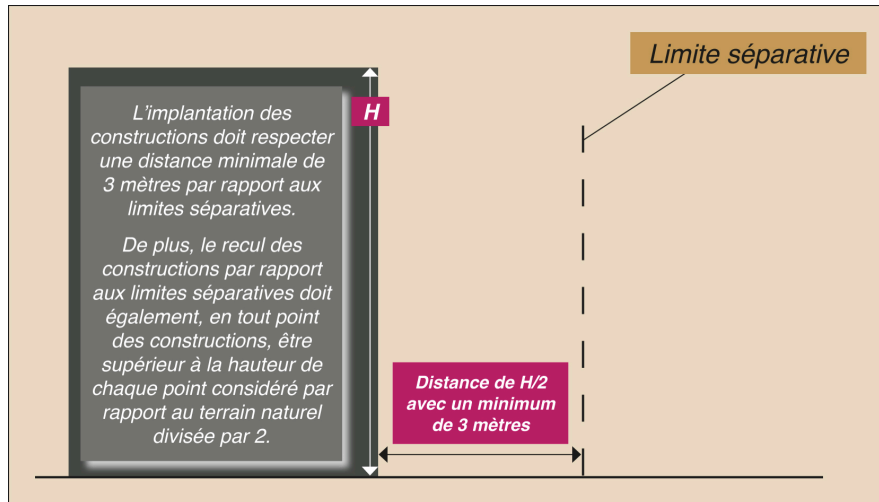 Limite séparative
L'implantation des
constructions doit respecter
une distance minimale de
3 mètres par rapport aux
limites séparatives.
De plus, le recul des
constructions par rapport
aux limites séparatives doit
également, en tout point
des constructions, être
supérieur à la hauteur de
chaque point considéré par
rapport au terrain naturel
divisée par 2.
H
Distance de H/2
avec un minimum
de 3 mètres